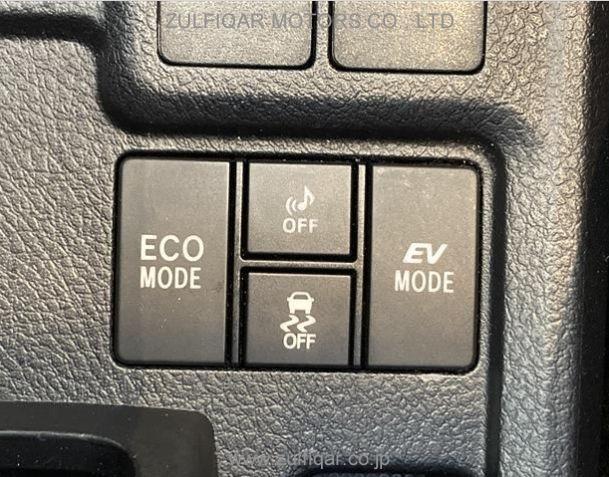 ZULFIQAR MOTORS CO ., LTD
ECO
MODE
OFF
OFF
EV
MODE
www.zulfiqar.co.jp